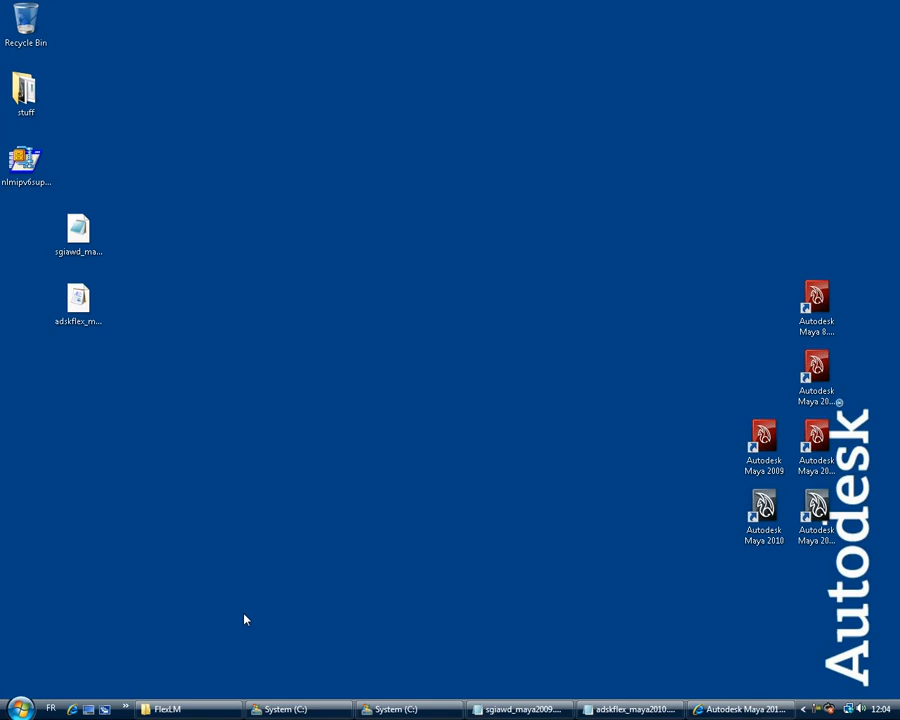 Recycle Bin
stuff
nlmipv6sup...
sgiawd_ma...
adskflex_m...
Autodesk
Maya 8....
Autodesk
Maya 20...
Autodesk
Maya 2009
Autodesk
Maya 20...
Autodesk
Maya 2010
Autodesk
Maya 20...
Autodesk®
FR
FlexLM
System (C:)
System (C:)
sgiawd_maya2009....
adskflex_maya2010....
Autodesk Maya 201...
12:04